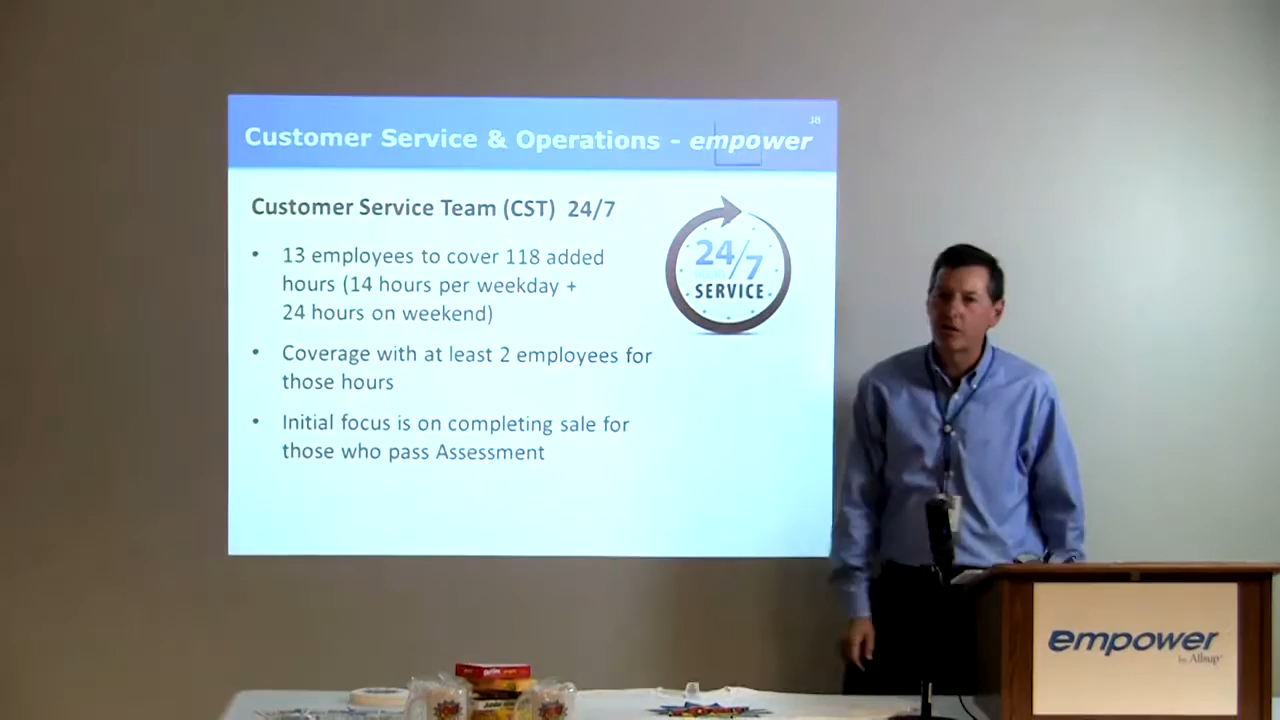 38
Customer Service & Operations - empower
Customer Service Team (CST) 24/7
• 13 employees to cover 118 added
hours (14 hours per weekday +
24 hours on weekend)
• Coverage with at least 2 employees for
those hours
• Initial focus is on completing sale for
those who pass Assessment
24/7
SERVICE
empower
by Allsup